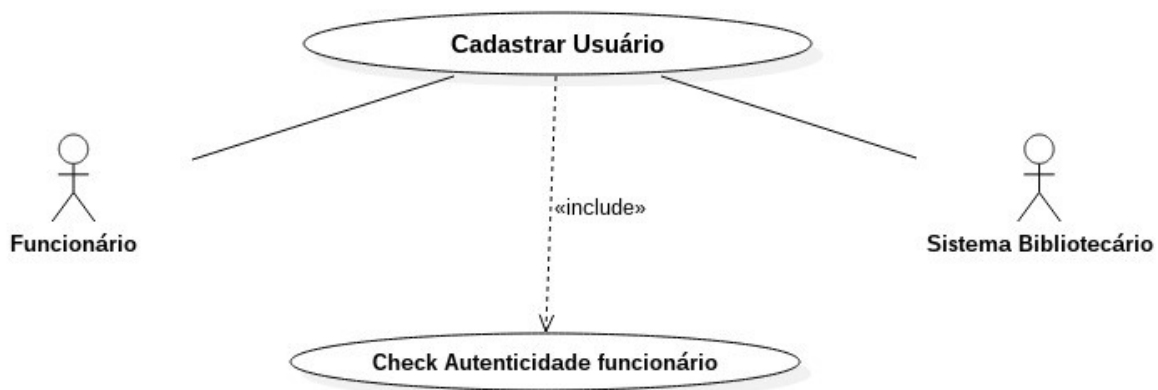 Cadastrar Usuário
«include»
Funcionário
Sistema Bibliotecário
Check Autenticidade funcionário